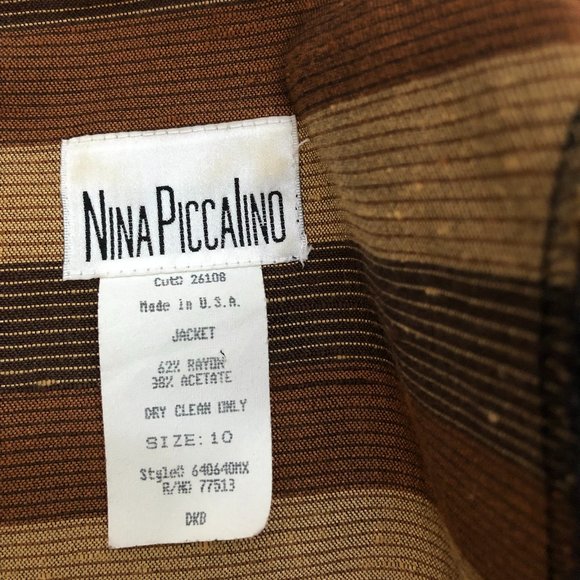 NINA PICCALINO
Cut@ 26108
Made in U.S.A.
JACKET
62% RAYON
38% ACETATE
DRY CLEAN ONLY
SIZE: 10
Style@ 640640MX
R/N@ 77513
DKB